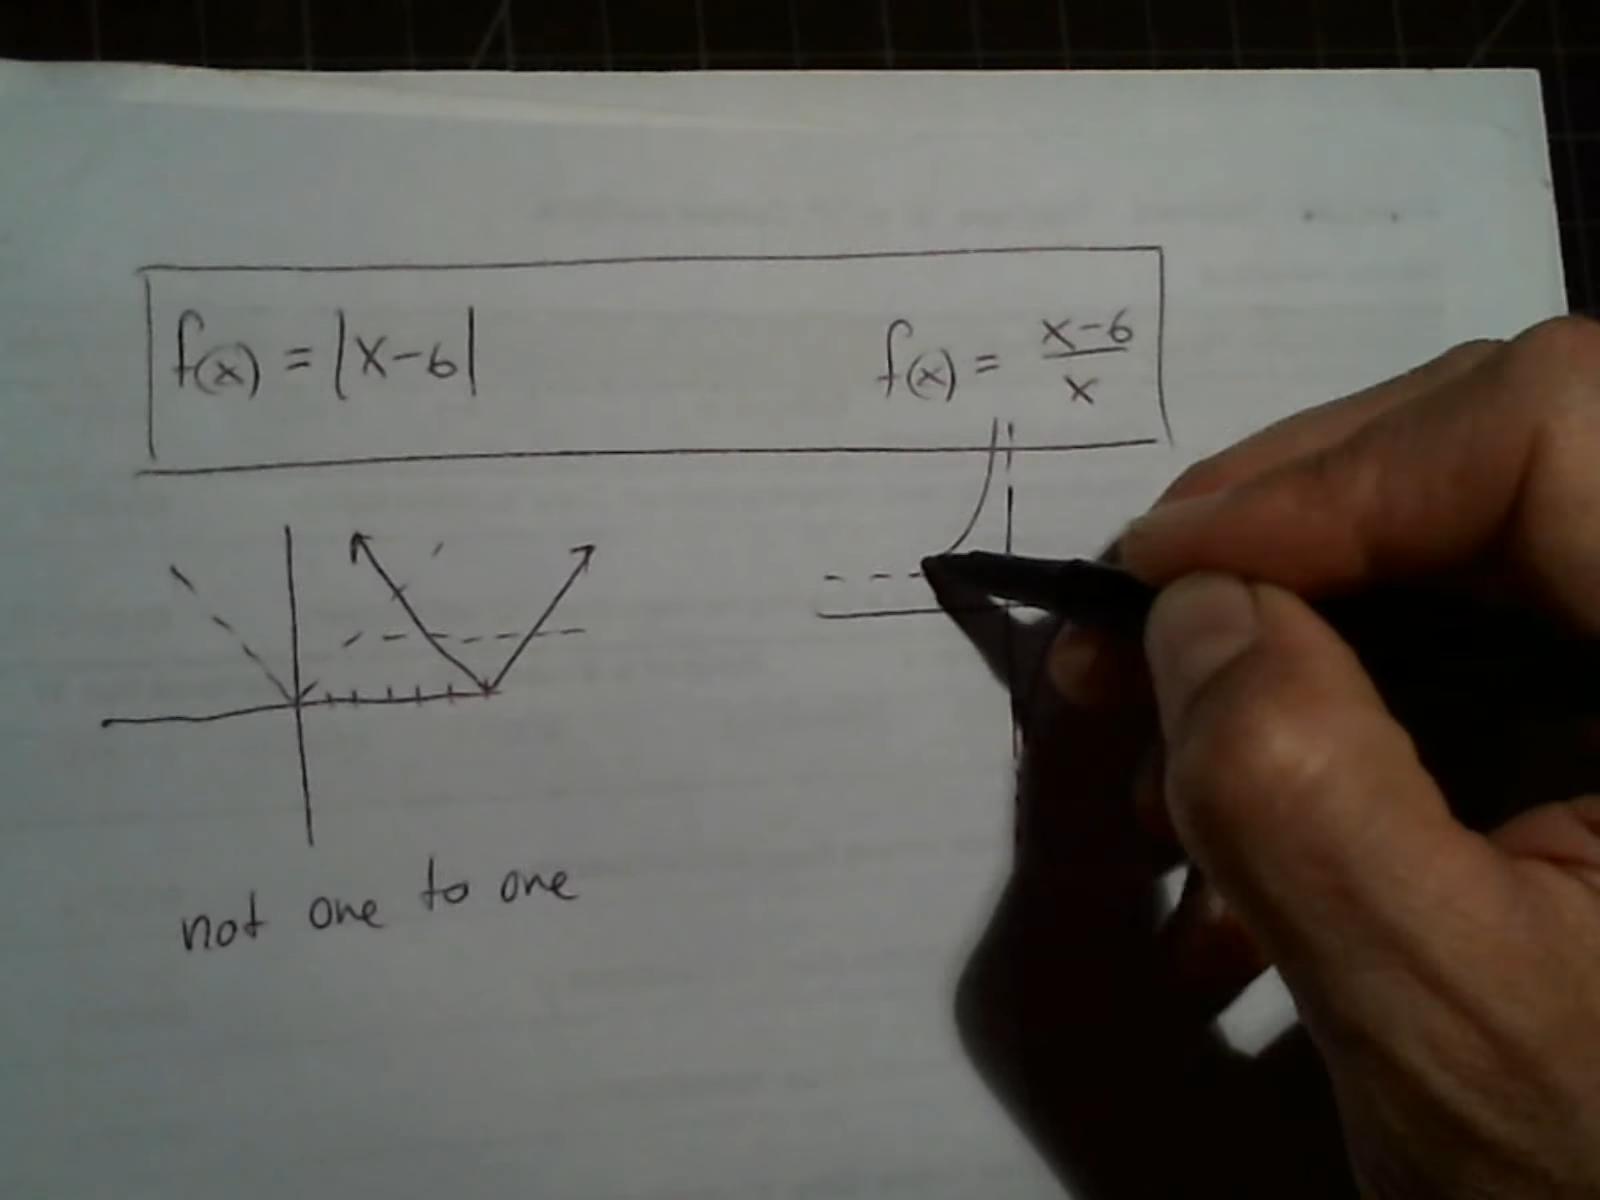 f(x) = |x-6|
f(x) = x-6 / x
not one to one